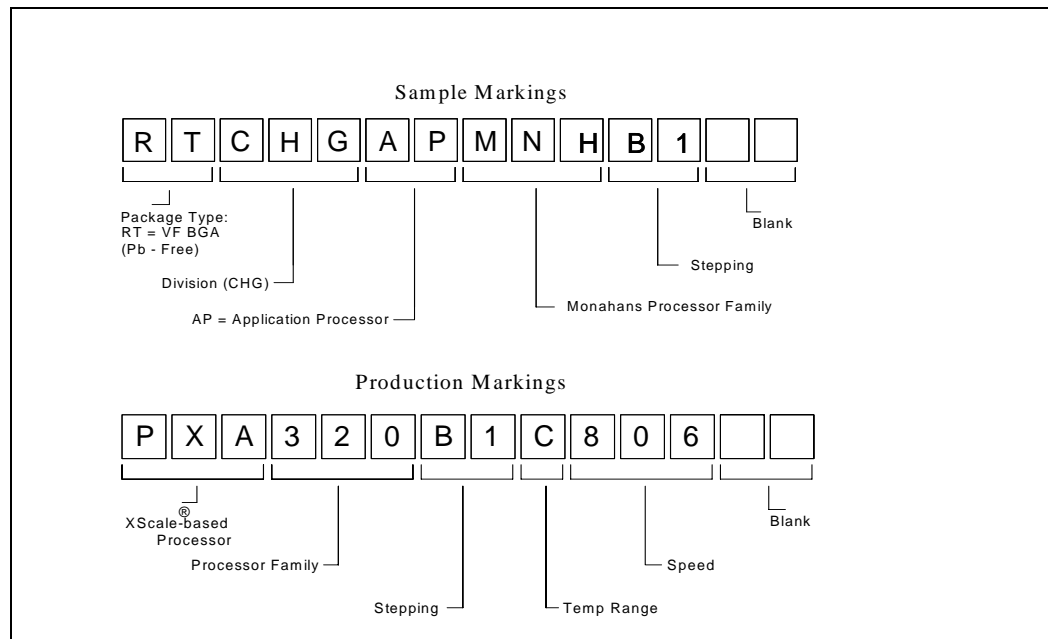 Sample Markings
R T C H G A P M N H B 1
Package Type:
RT = VF BGA
(Pb - Free)
Blank
Stepping
Division (CHG)
Monahans Processor Family
AP = Application Processor
Production Markings
P X A 3 2 0 B 1 C 8 0 6
®
XScale-based
Processor
Blank
Processor Family
Speed
Stepping
Temp Range